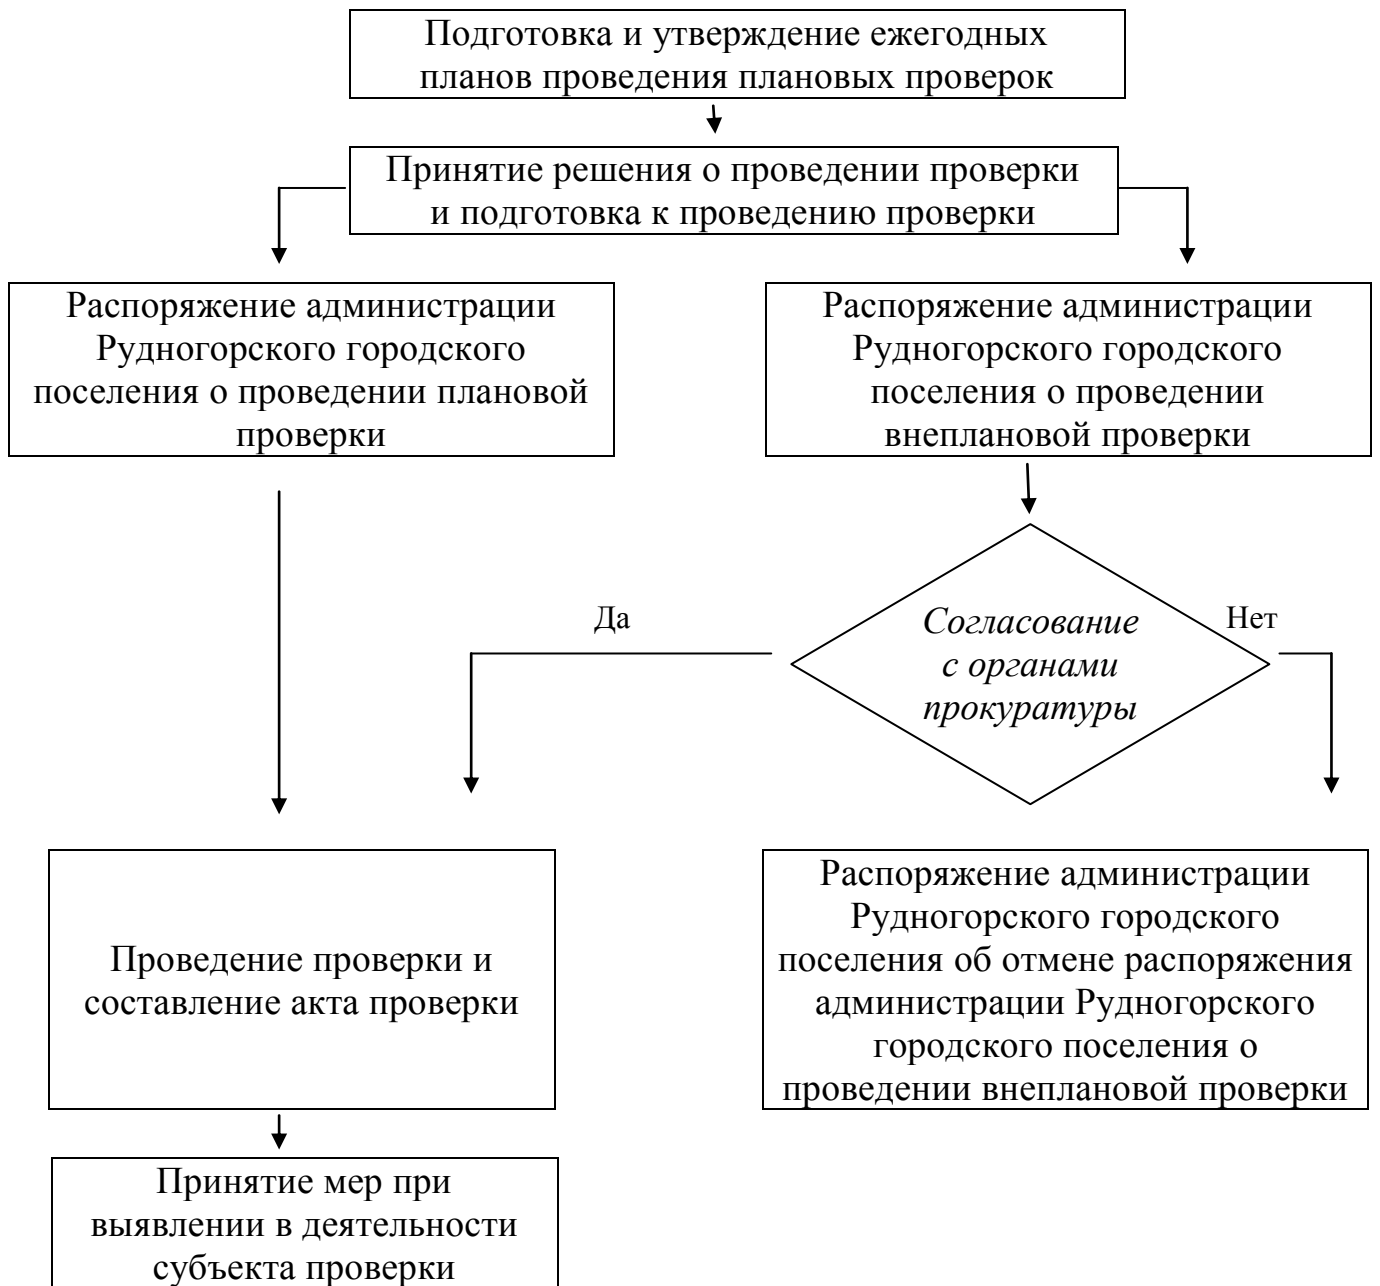 Подготовка и утверждение ежегодных
планов проведения плановых проверок
Принятие решения о проведении проверки
и подготовка к проведению проверки
Распоряжение администрации
Рудногорского городского
поселения о проведении плановой
проверки
Распоряжение администрации
Рудногорского городского
поселения о проведении
внеплановой проверки
Да
Согласование
с органами
прокуратуры
Нет
Проведение проверки и
составление акта проверки
Распоряжение администрации
Рудногорского городского
поселения об отмене распоряжения
администрации Рудногорского
городского поселения о
проведении внеплановой проверки
Принятие мер при
выявлении в деятельности
субъекта проверки